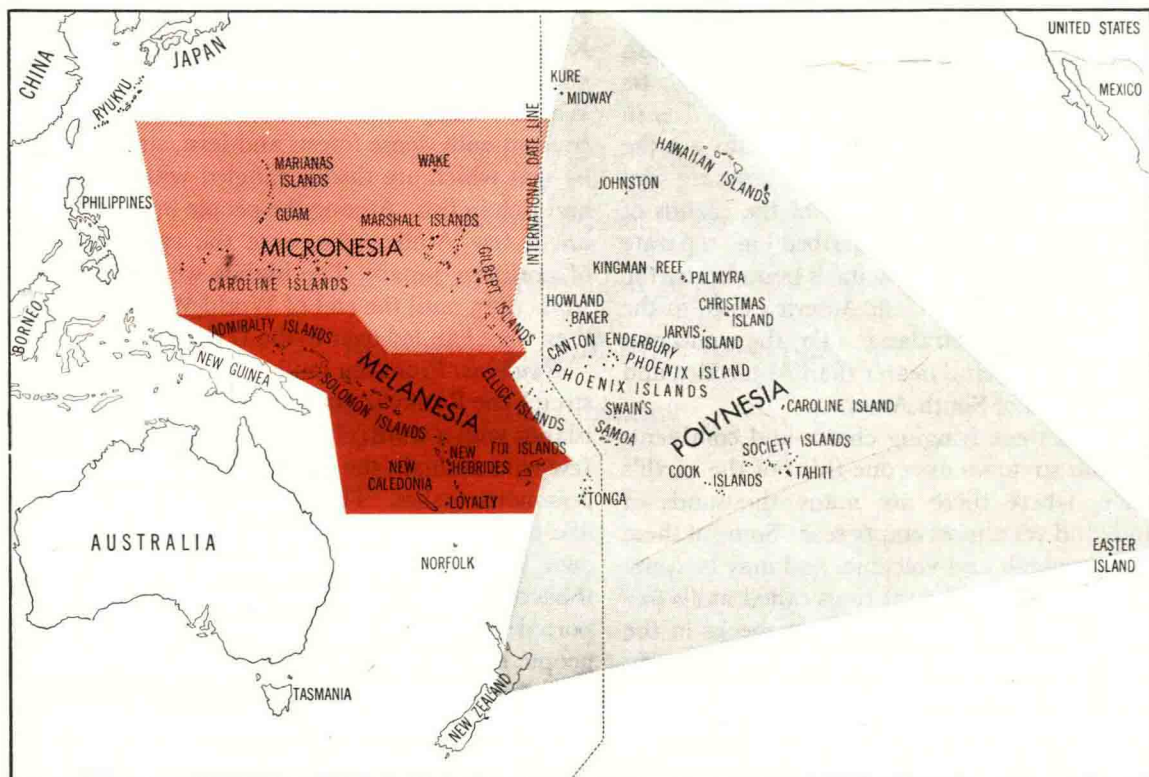 UNITED STATES
MEXICO
CHINA
JAPAN
RYUKYU
KURE
MIDWAY
INTERNATIONAL DATE LINE
HAWAIIAN ISLANDS
MARIANAS
ISLANDS
WAKE
JOHNSTON
PHILIPPINES
GUAM
MARSHALL ISLANDS
MICRONESIA
GILBERT ISLANDS
CAROLINE ISLANDS
KINGMAN REEF
PALMYRA
HOWLAND
BAKER
CHRISTMAS
ISLAND
BORNEO
ADMIRALTY ISLANDS
JARVIS
ISLAND
CANTON
ENDERBURY
PHOENIX ISLAND
PHOENIX ISLANDS
NEW GUINEA
MELANESIA
SOLOMON ISLANDS
ELLICE ISLANDS
SWAIN'S
SAMOA
POLYNESIA
CAROLINE ISLAND
FIJI ISLANDS
SOCIETY ISLANDS
TAHITI
NEW
HEBRIDES
NEW
CALEDONIA
LOYALTY
COOK
ISLANDS
TONGA
AUSTRALIA
NORFOLK
EASTER
ISLAND
TASMANIA
NEW ZEALAND